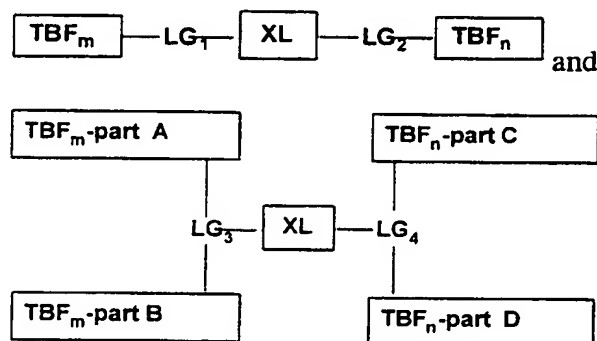 TBFm LG1 XL LG2 TBFn and
TBFm-part A TBFn-part C
LG3 XL LG4
TBFm-part B TBFn-part D